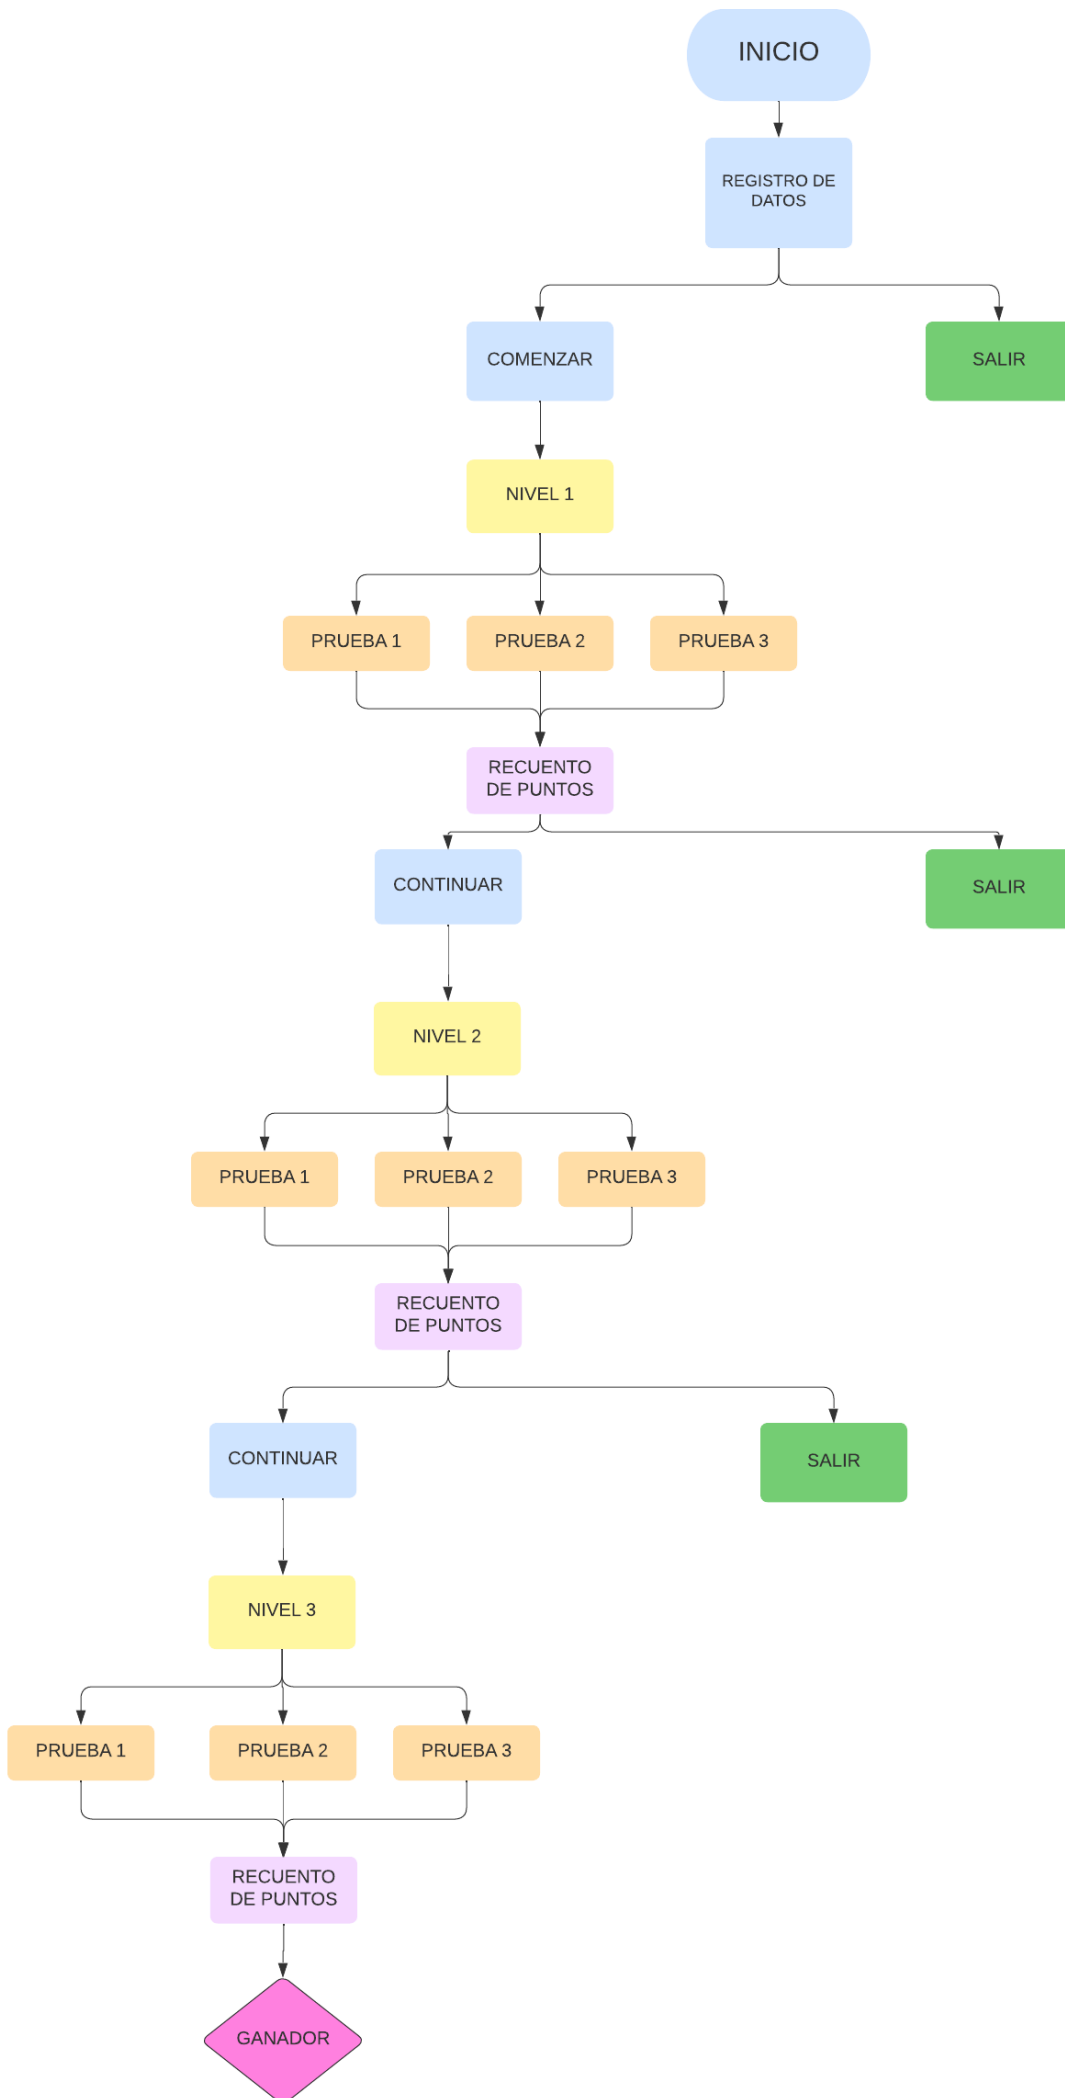 INICIO
REGISTRO DE
DATOS
COMENZAR
SALIR
NIVEL 1
PRUEBA 1
PRUEBA 2
PRUEBA 3
RECUENTO
DE PUNTOS
CONTINUAR
SALIR
NIVEL 2
PRUEBA 1
PRUEBA 2
PRUEBA 3
RECUENTO
DE PUNTOS
CONTINUAR
SALIR
NIVEL 3
PRUEBA 1
PRUEBA 2
PRUEBA 3
RECUENTO
DE PUNTOS
GANADOR